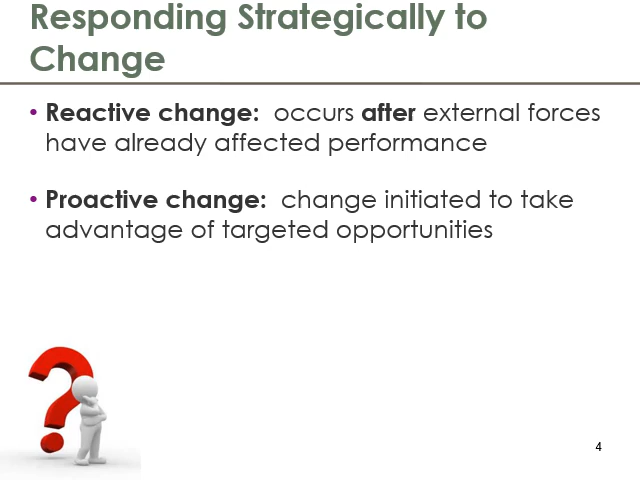 Responding Strategically to
Change
• Reactive change:  occurs after external forces
have already affected performance
• Proactive change:  change initiated to take
advantage of targeted opportunities
4